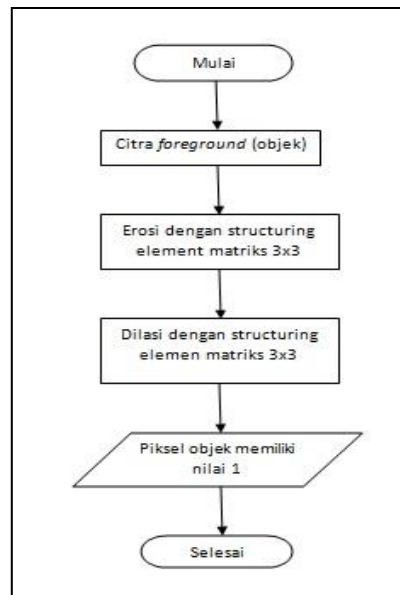 Mulai
Citra foreground (objek)
Erosi dengan structuring
element matriks 3x3
Dilasi dengan structuring
elemen matriks 3x3
Piksel objek memiliki
nilai 1
Selesai